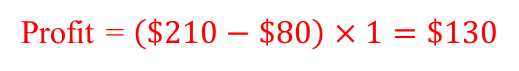 Profit = ($210 − $80) × 1 = $130